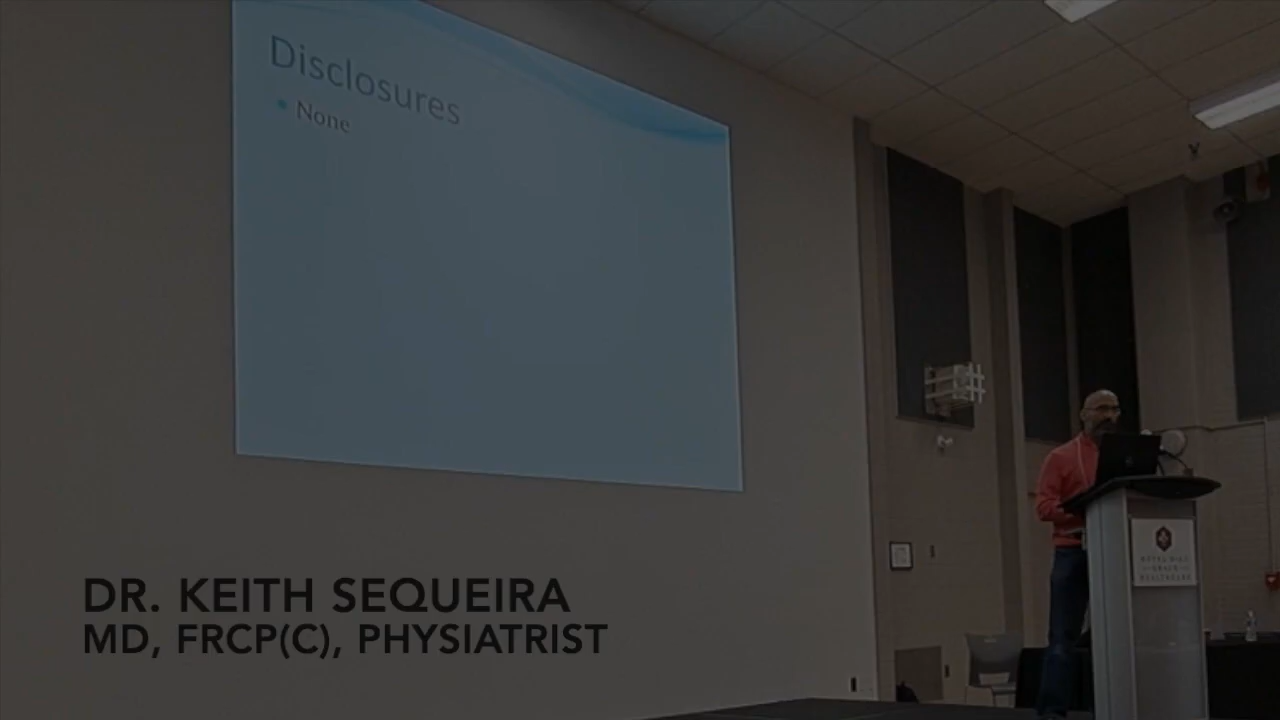 Disclosures
None
DR. KEITH SEQUEIRA
MD, FRCP(C), PHYSIATRIST